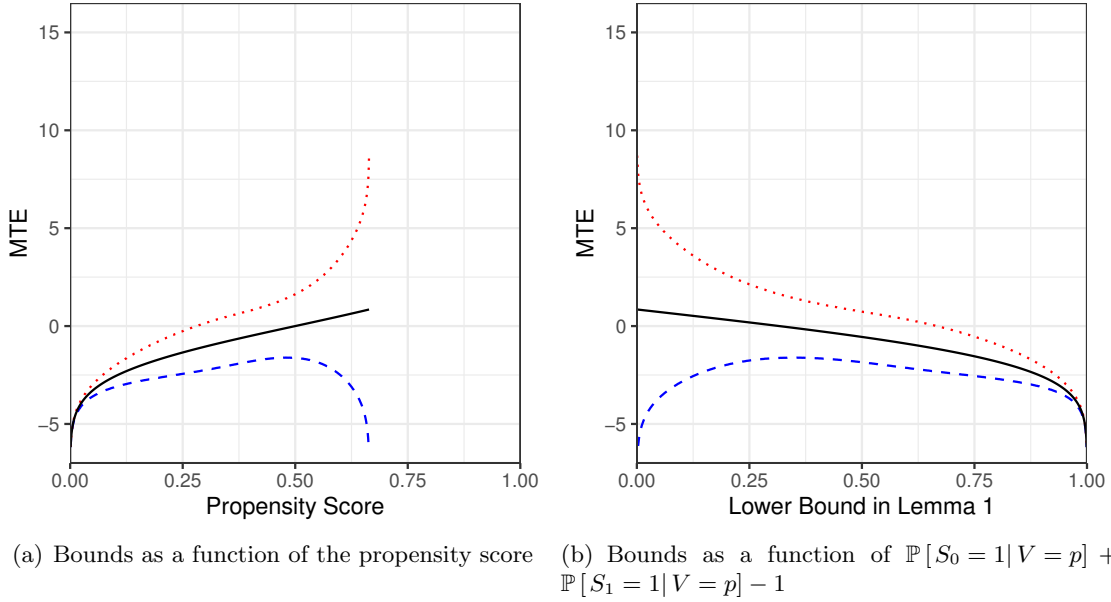 15
10
5
0
−5
MTE
0.00 0.25 0.50 0.75 1.00
Propensity Score
(a) Bounds as a function of the propensity score
15
10
5
0
−5
MTE
0.00 0.25 0.50 0.75 1.00
Lower Bound in Lemma 1
(b) Bounds as a function of ℙ[S₀ = 1| V = p] +
ℙ[S₁ = 1| V = p] − 1